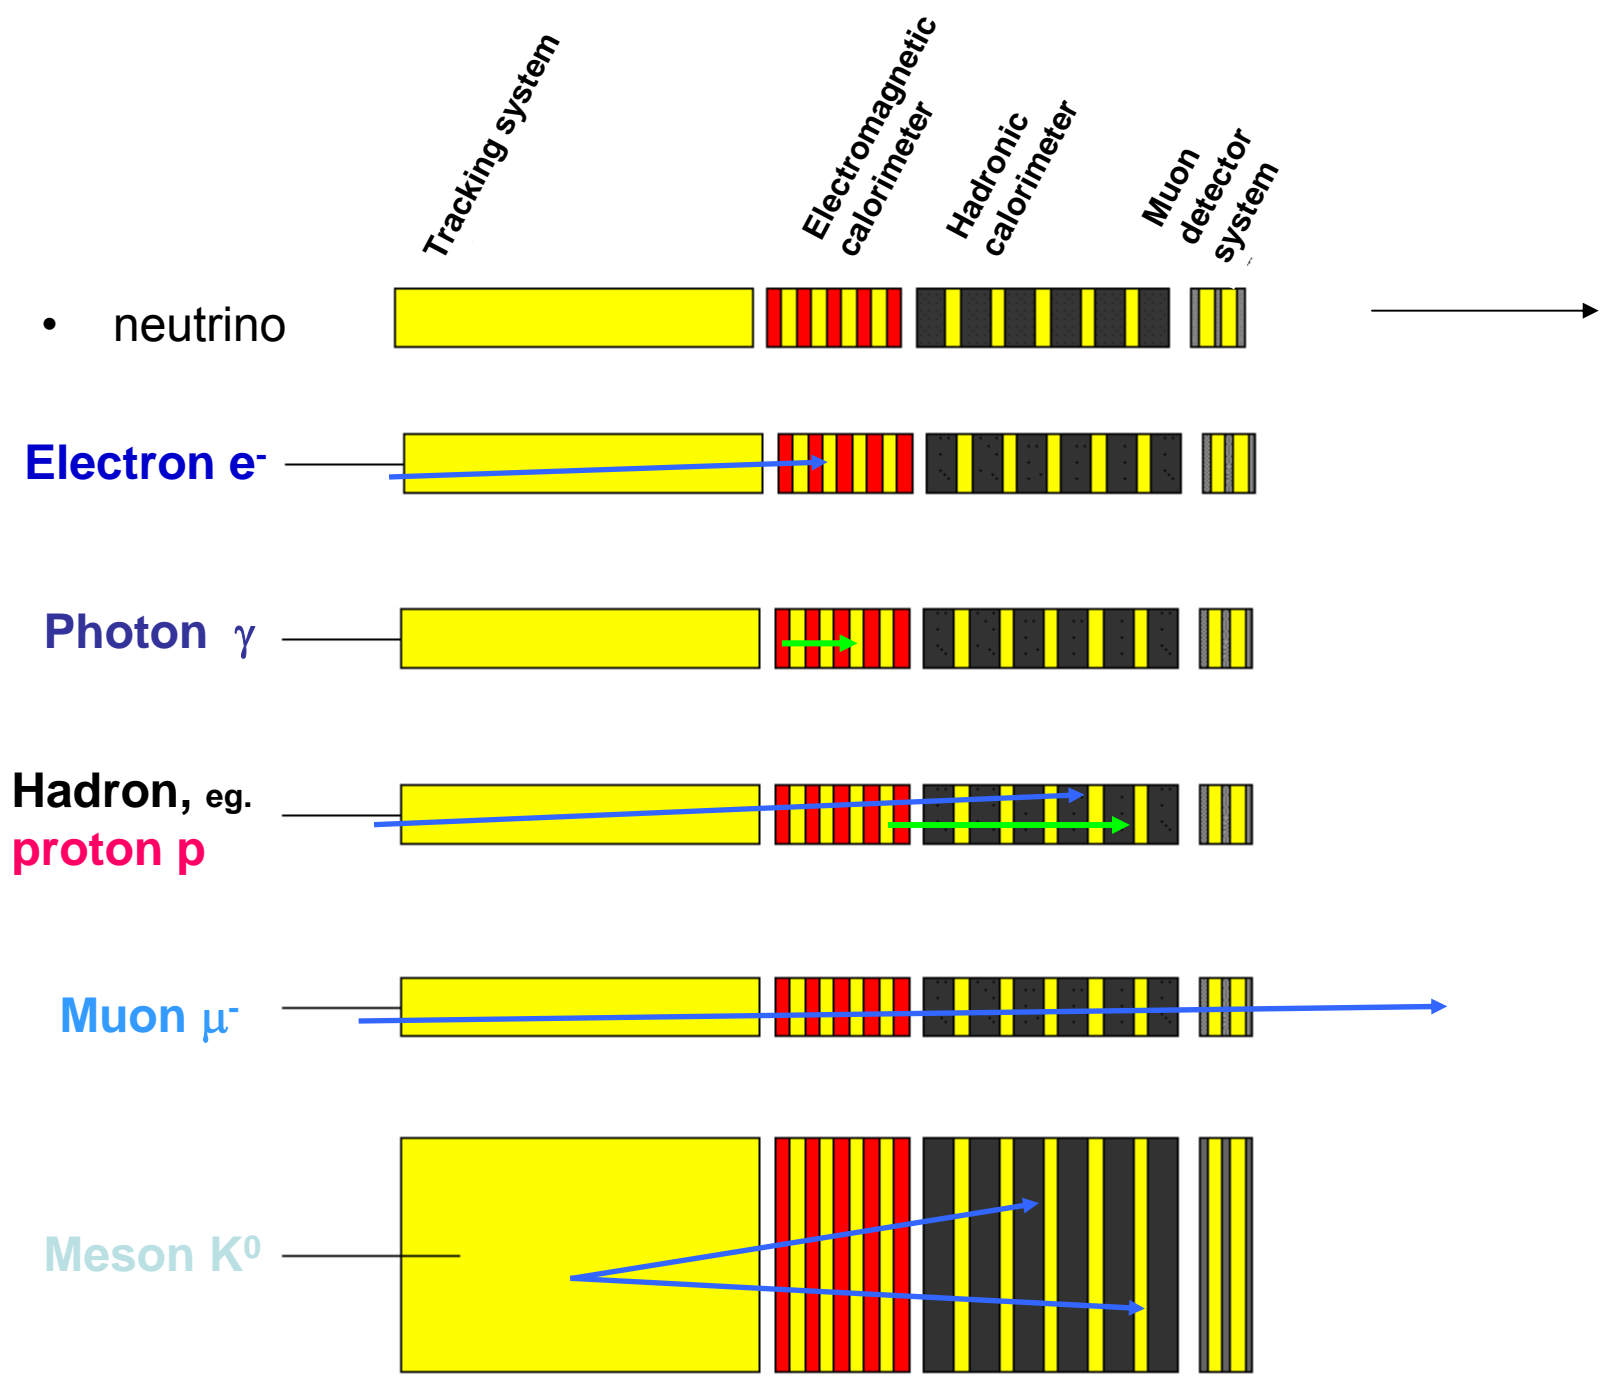 Tracking system
Electromagnetic
calorimeter
Hadronic
calorimeter
Muon
detector
system
• neutrino
Electron e⁻
Photon γ
Hadron, eg.
proton p
Muon μ⁻
Meson K⁰